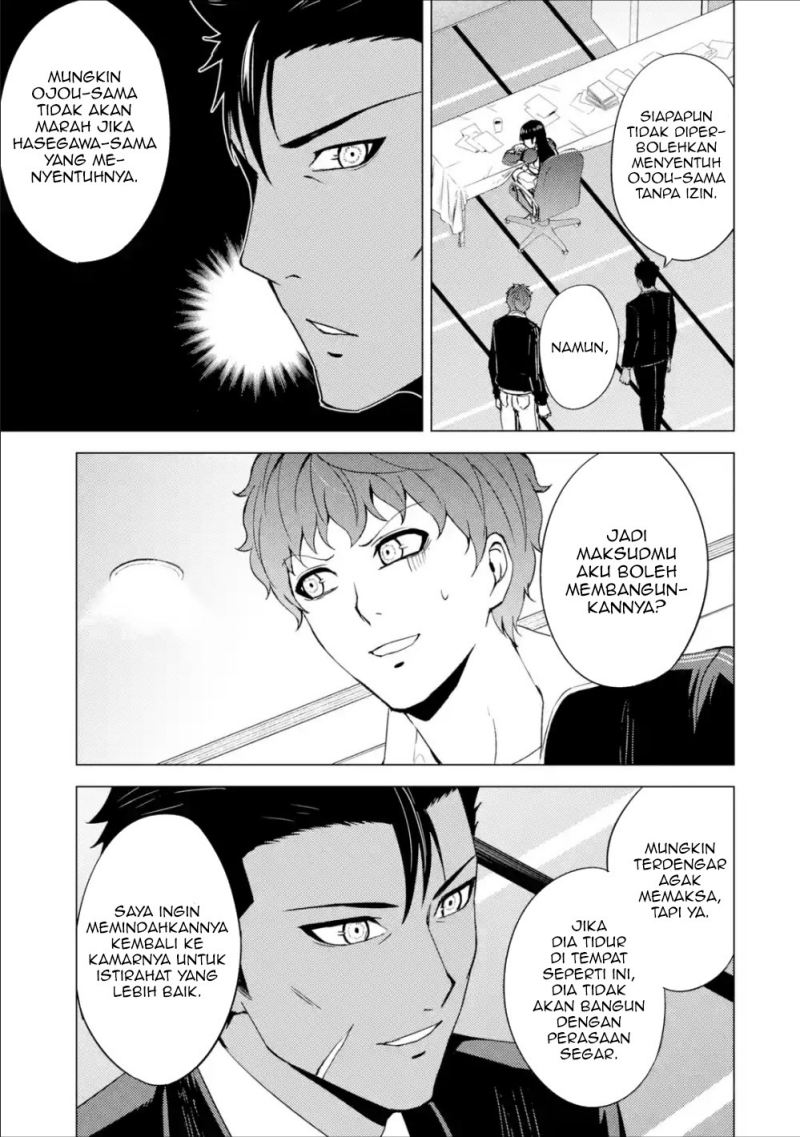 SIAPAPUN
TIDAK DIPER-
BOLEHKAN
MENYENTUH
OJOU-SAMA
TANPA IZIN.
NAMUN,
MUNGKIN
OJOU-SAMA
TIDAK AKAN
MARAH JIKA
HASEGAWA-SAMA
YANG ME-
NYENTUHNYA.
JADI
MAKSUDMU
AKU BOLEH
MEMBANGUN-
KANNYA?
MUNGKIN
TERDENGAR
AGAK
MEMAKSA,
TAPI YA.
JIKA
DIA TIDUR
DI TEMPAT
SEPERTI INI,
DIA TIDAK
AKAN BANGUN
DENGAN
PERASAAN
SEGAR.
SAYA INGIN
MEMINDAHKANNYA
KEMBALI KE
KAMARNYA UNTUK
ISTIRAHAT YANG
LEBIH BAIK.